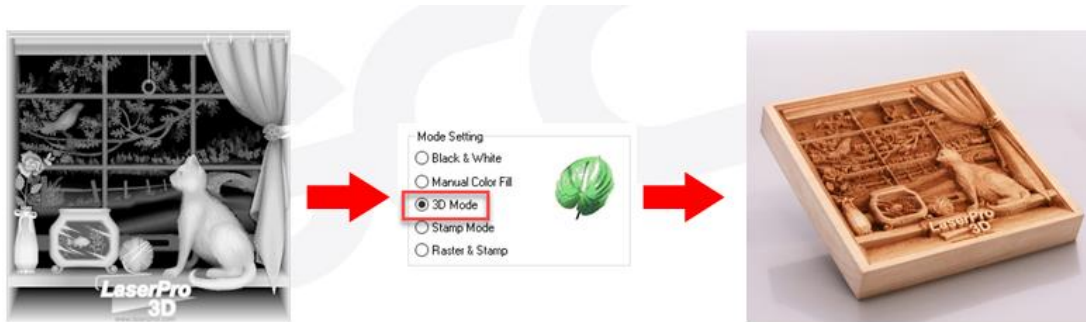 LaserPro
3D
Mode Setting
Black & White
Manual Color Fill
3D Mode
Stamp Mode
Raster & Stamp
LaserPro
3D